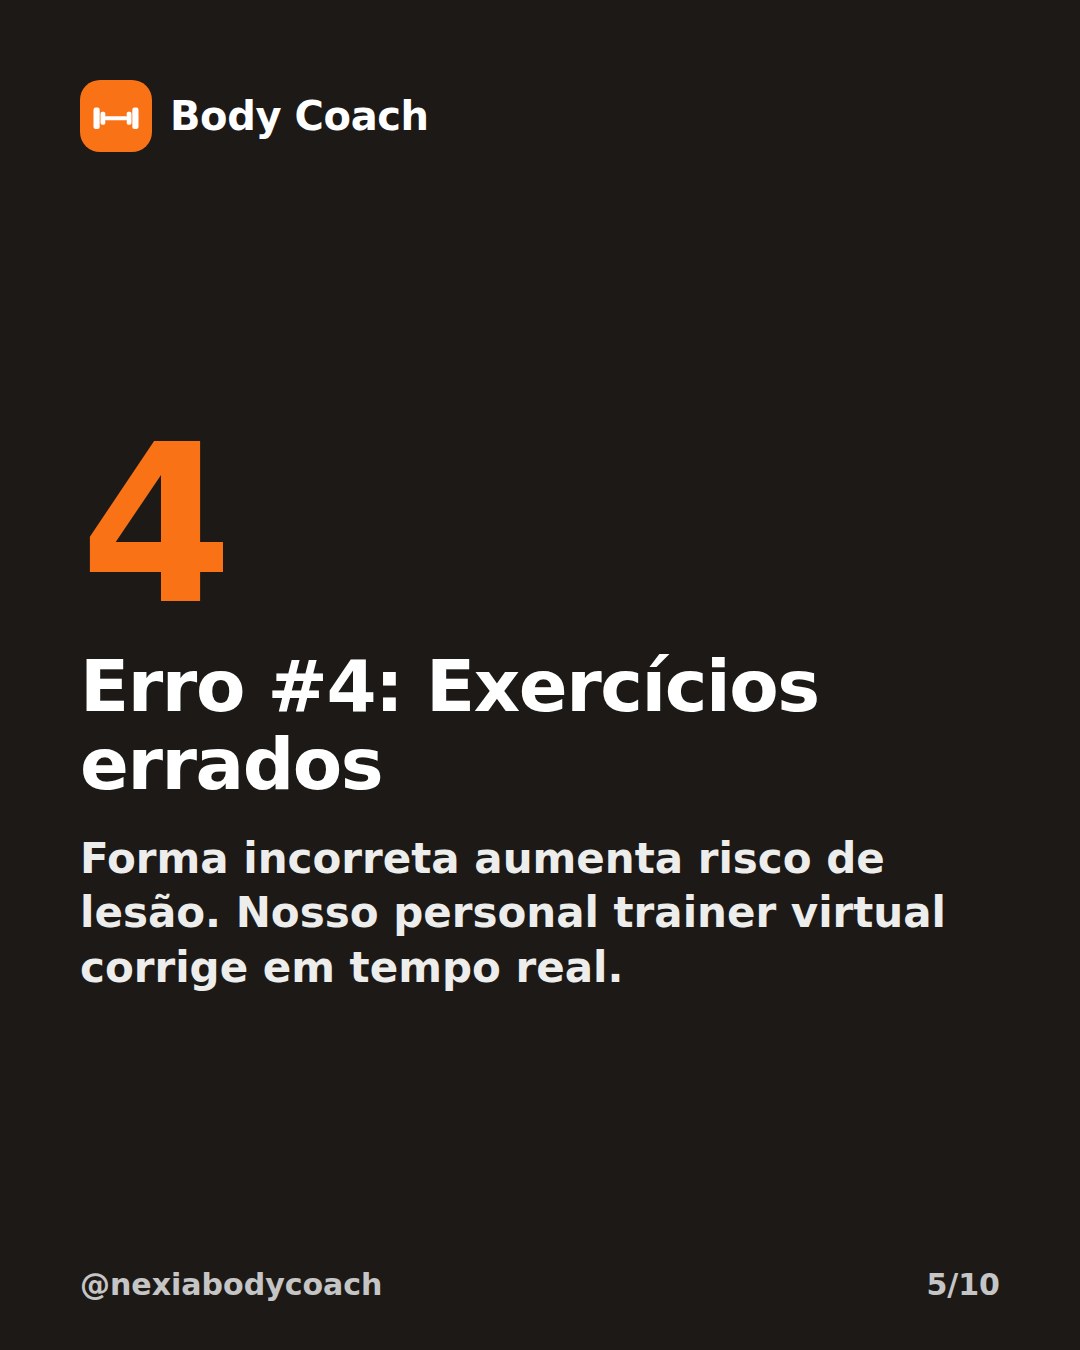 Body Coach
4
Erro #4: Exercícios
errados
Forma incorreta aumenta risco de
lesão. Nosso personal trainer virtual
corrige em tempo real.
@nexiabodycoach
5/10